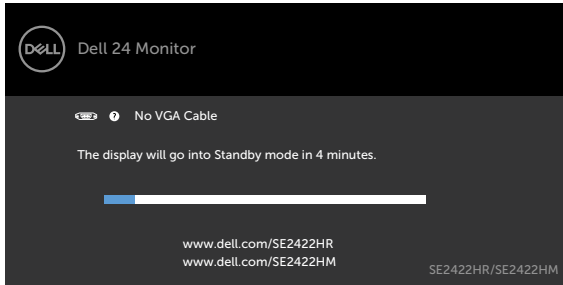 DELL
Dell 24 Monitor
? No VGA Cable
The display will go into Standby mode in 4 minutes.
www.dell.com/SE2422HR
www.dell.com/SE2422HM
SE2422HR/SE2422HM